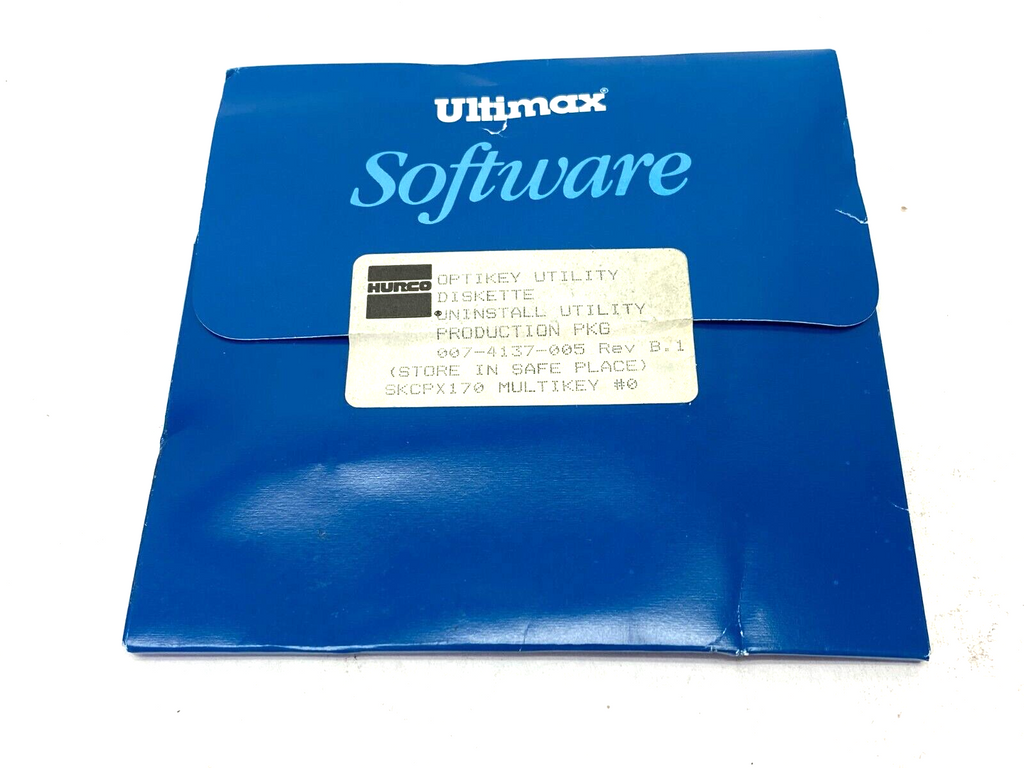 Ultimax®
Software
HURCO
OPTIKEY UTILITY
DISKETTE
UNINSTALL UTILITY
PRODUCTION PKG
007-4137-005 Rev B.1
(STORE IN SAFE PLACE)
SKCPX170 MULTIKEY #0